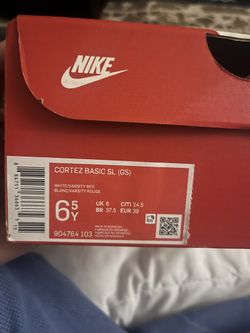 NIKE
CORTEZ BASIC SL (GS)
WHITE/VARSITY RED
BLANC/VARSITY ROUGE
6.5 Y
UK 6 cm 24.5
BR 37.5 EUR 39
904764 103